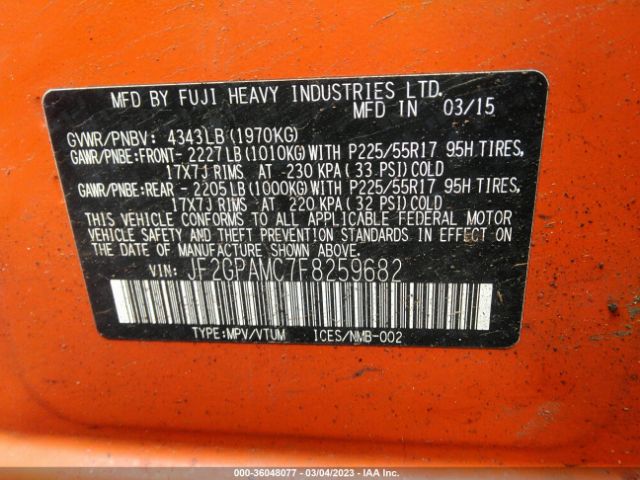 MFD BY FUJI HEAVY INDUSTRIES LTD.
MFD IN 03/15
GVWR/PNBV: 4343LB(1970KG)
GAWR/PNBE:FRONT- 2227LB(1010KG)WITH P225/55R17 95H TIRES,
17X7J RIMS AT 230 KPA(33 PSI)COLD
GAWR/PNBE:REAR - 2205LB(1000KG)WITH P225/55R17 95H TIRES,
17X7J RIMS AT 220 KPA(32 PSI)COLD
THIS VEHICLE CONFORMS TO ALL APPLICABLE FEDERAL MOTOR
VEHICLE SAFETY AND THEFT PREVENTION STANDARDS IN EFFECT ON
THE DATE OF MANUFACTURE SHOWN ABOVE.
VIN: JF2GPAMC7F8259682
TYPE:MPV/VTUM ICES/NMB-002
000-36048077 — 03/04/2023 — IAA Inc.